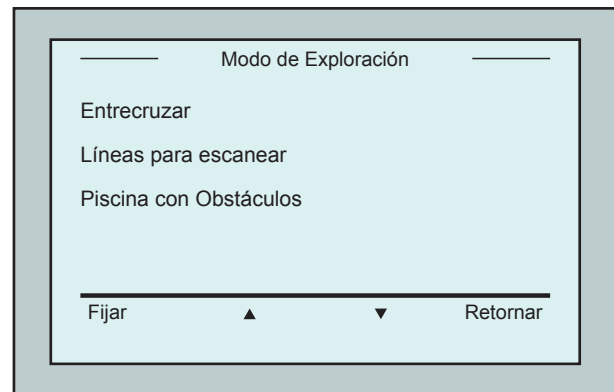 Modo de Exploración
Entrecruzar
Líneas para escanear
Piscina con Obstáculos
Fijar ▲ ▼ Retornar